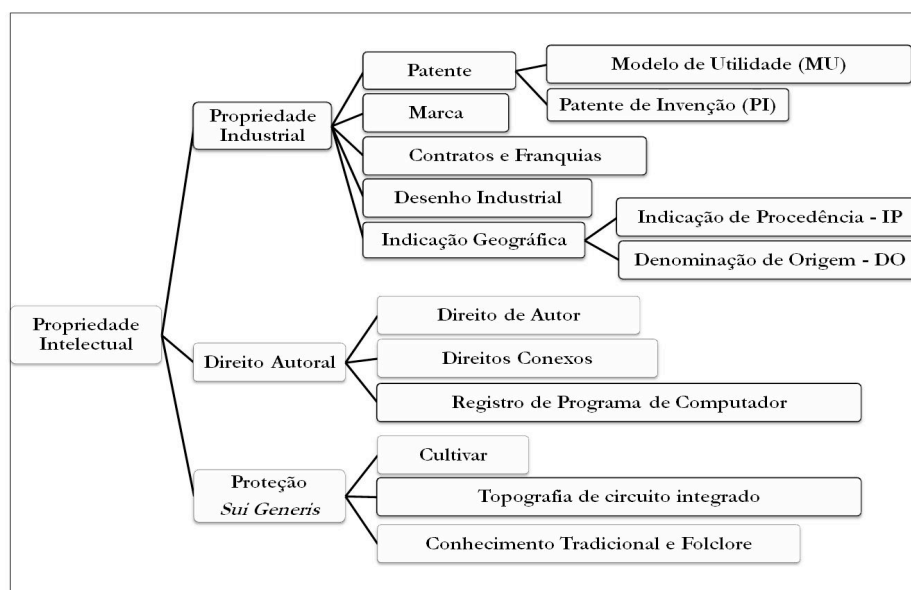 Propriedade
Intelectual
Propriedade
Industrial
Patente
Modelo de Utilidade (MU)
Patente de Invenção (PI)
Marca
Contratos e Franquias
Desenho Industrial
Indicação Geográfica
Indicação de Procedência - IP
Denominação de Origem - DO
Direito Autoral
Direito de Autor
Direitos Conexos
Registro de Programa de Computador
Proteção
Sui Generis
Cultivar
Topografia de circuito integrado
Conhecimento Tradicional e Folclore